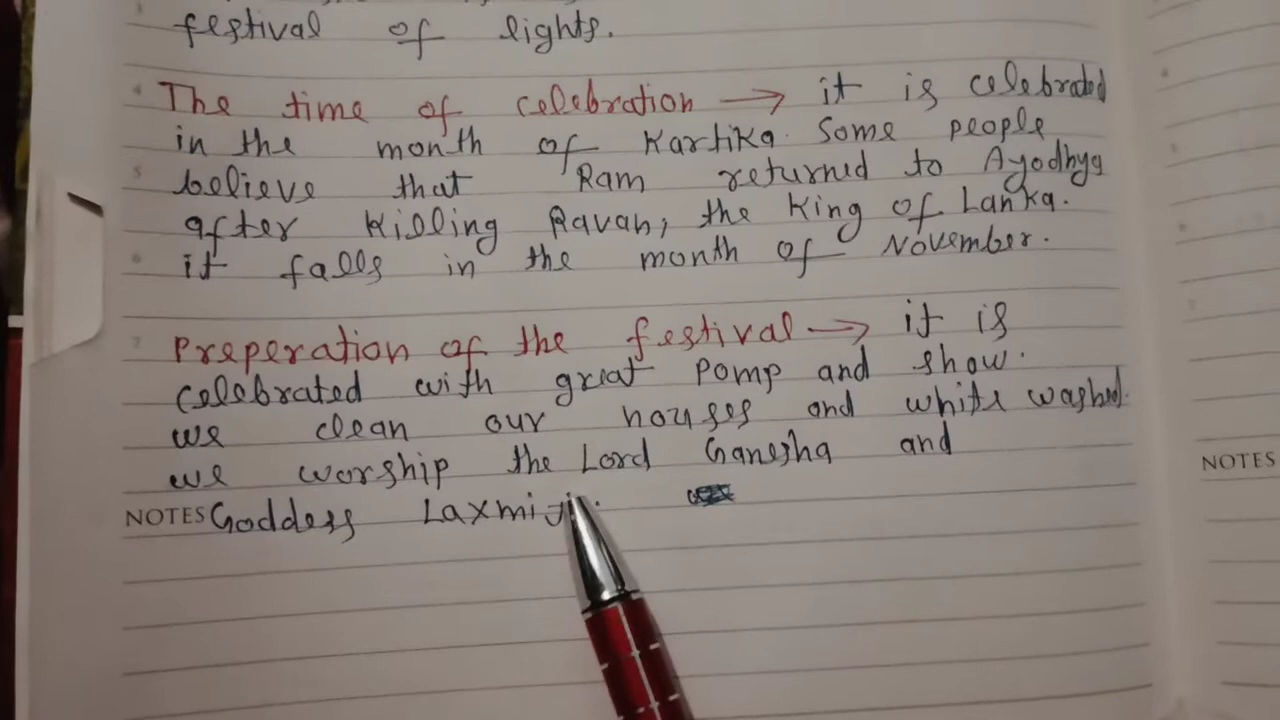 festival of lights.
The time of celebration → it is celebrated
in the month of Kartika. Some people
believe that Ram returned to Ayodhya
after killing Ravan, the King of Lanka.
it falls in the month of November.
Preperation of the festival → it is
celebrated with great Pomp and show.
we clean our houses and white washed.
we worship the Lord Ganesha and
NOTES Goddess Laxmi ji.
NOTES